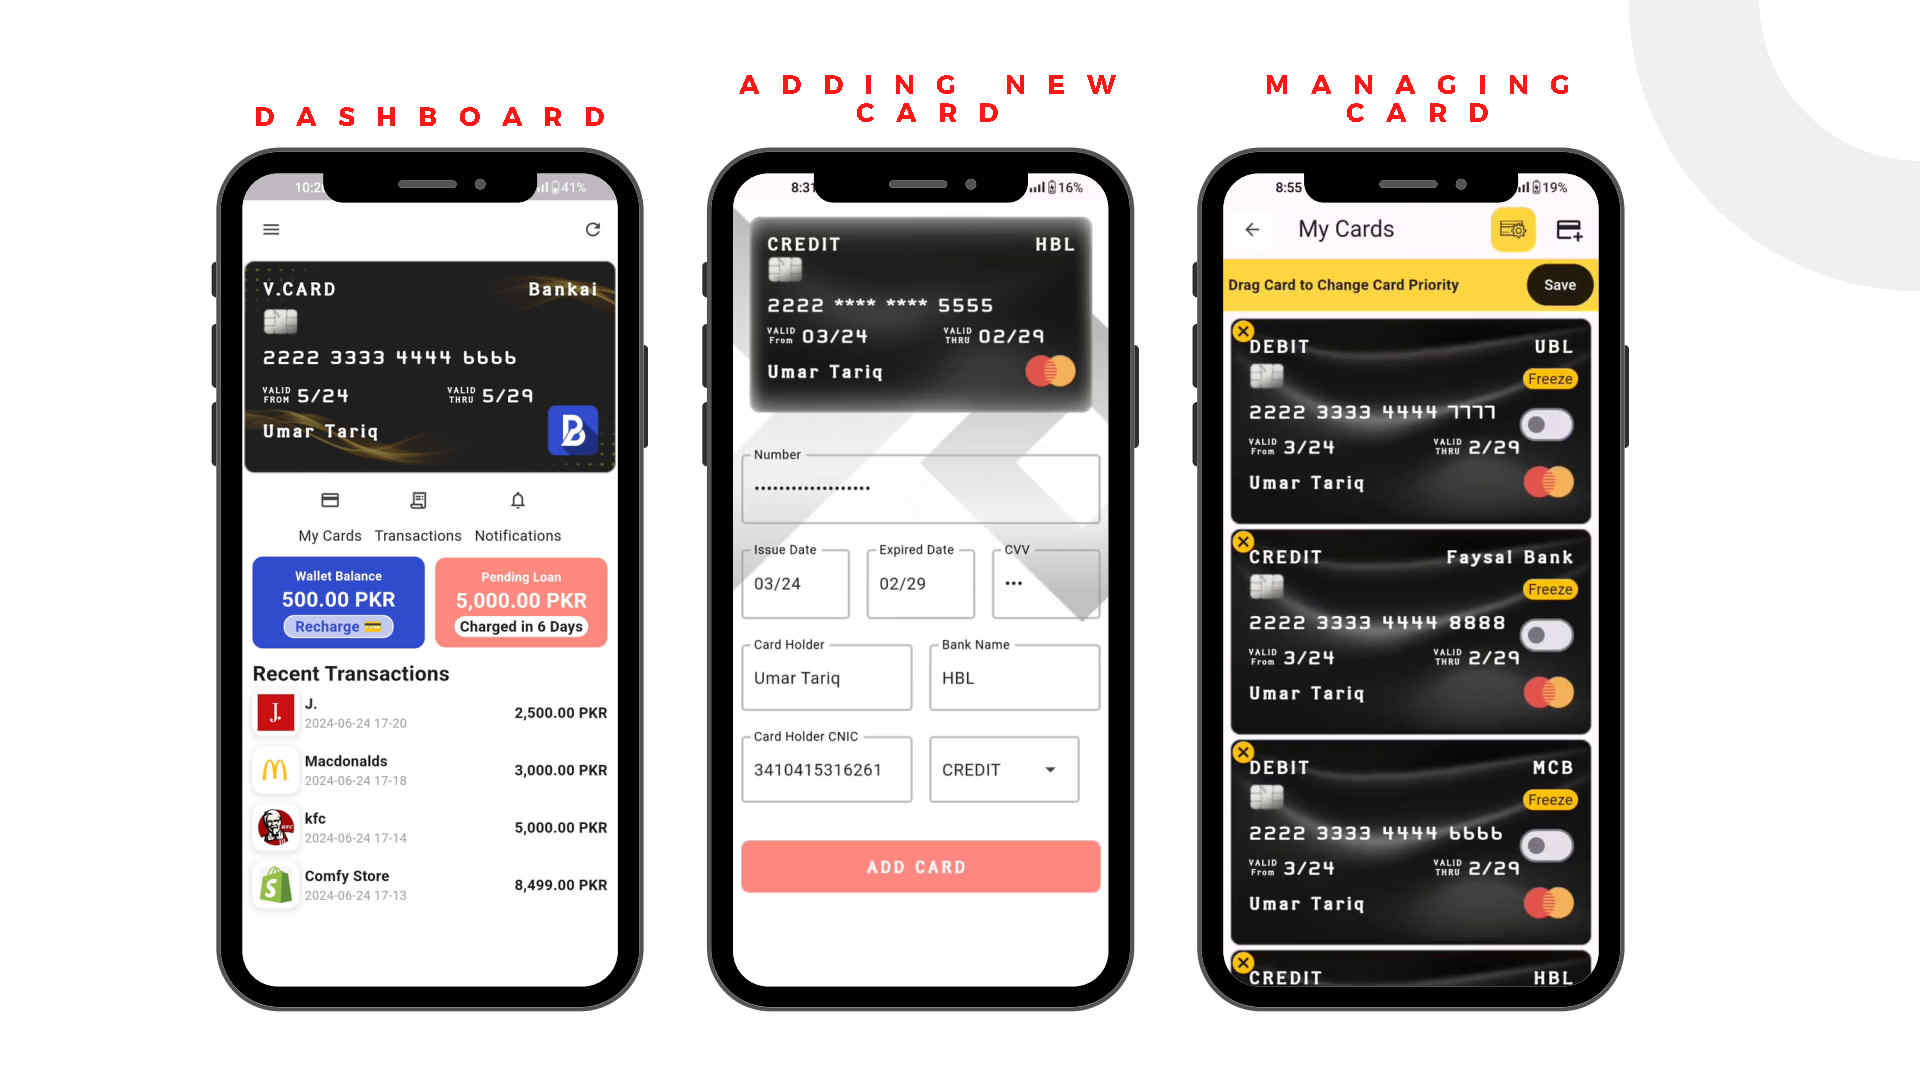 DASHBOARD
10:2
41%
V.CARD
Bankai
2222 3333 4444 6666
VALID FROM 5/24
VALID THRU 5/29
Umar Tariq
B
My Cards
Transactions
Notifications
Wallet Balance
500.00 PKR
Recharge
Pending Loan
5,000.00 PKR
Charged in 6 Days
Recent Transactions
J.
J.
2024-06-24 17-20
2,500.00 PKR
Macdonalds
2024-06-24 17-18
3,000.00 PKR
KFC
kfc
2024-06-24 17-14
5,000.00 PKR
S
Comfy Store
2024-06-24 17-13
8,499.00 PKR
ADDING NEW
CARD
8:31
16%
CREDIT
HBL
2222 **** **** 5555
VALID From 03/24
VALID THRU 02/29
Umar Tariq
Number
•••••••••••••••••••
Issue Date
03/24
Expired Date
02/29
CVV
•••
Card Holder
Umar Tariq
Bank Name
HBL
Card Holder CNIC
3410415316261
CREDIT
ADD CARD
MANAGING
CARD
8:55
19%
My Cards
Drag Card to Change Card Priority
Save
DEBIT
UBL
Freeze
2222 3333 4444 7777
VALID From 3/24
VALID THRU 2/29
Umar Tariq
CREDIT
Faysal Bank
Freeze
2222 3333 4444 8888
VALID From 3/24
VALID THRU 2/29
Umar Tariq
DEBIT
MCB
Freeze
2222 3333 4444 6666
VALID From 3/24
VALID THRU 2/29
Umar Tariq
CREDIT
HBL